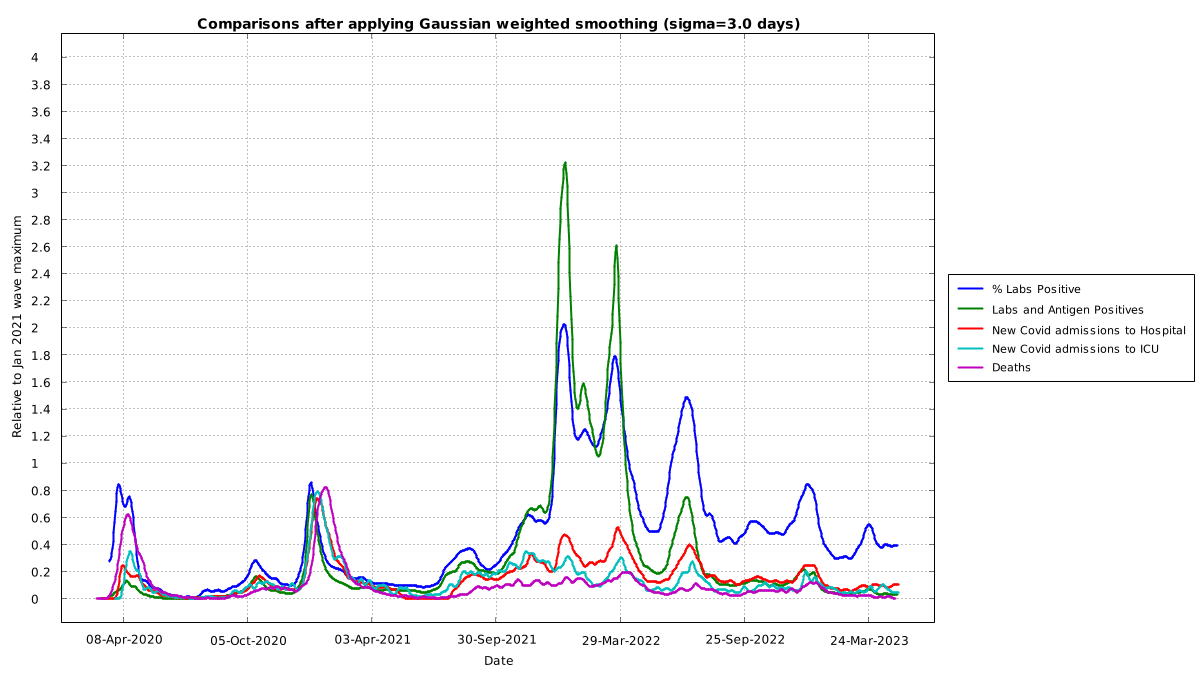 Comparisons after applying Gaussian weighted smoothing (sigma=3.0 days)
Relative to Jan 2021 wave maximum
4
3.8
3.6
3.4
3.2
3
2.8
2.6
2.4
2.2
2
1.8
1.6
1.4
1.2
1
0.8
0.6
0.4
0.2
0
08-Apr-2020
05-Oct-2020
03-Apr-2021
30-Sep-2021
29-Mar-2022
25-Sep-2022
24-Mar-2023
Date
% Labs Positive
Labs and Antigen Positives
New Covid admissions to Hospital
New Covid admissions to ICU
Deaths